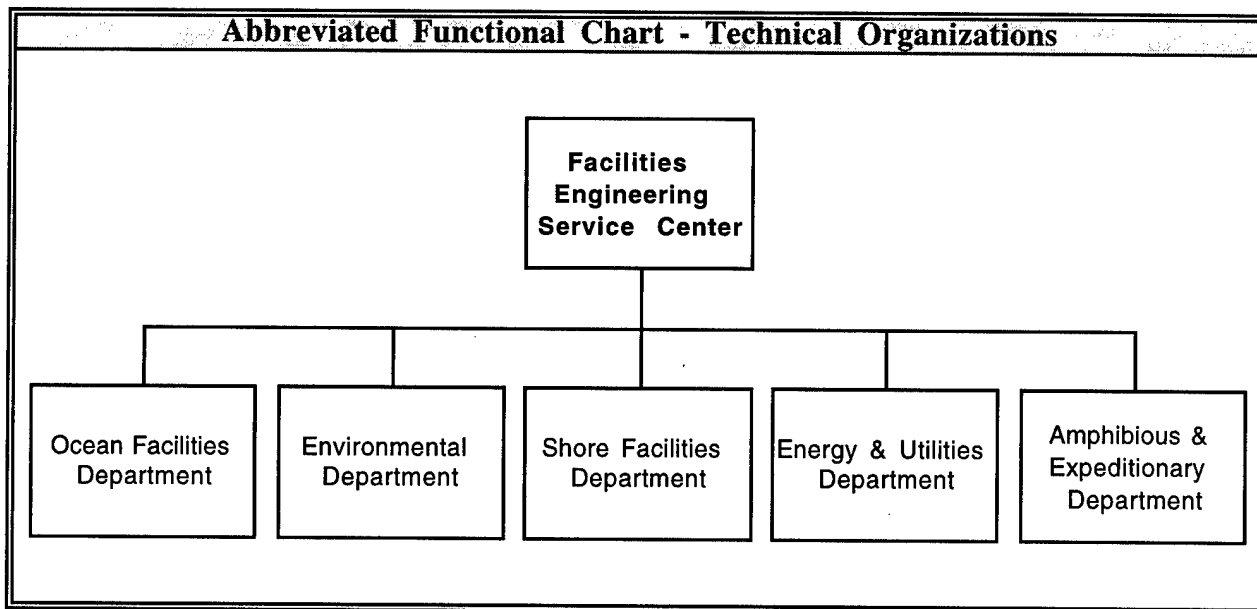 Abbreviated Functional Chart - Technical Organizations
Facilities
Engineering
Service Center
Ocean Facilities
Department
Environmental
Department
Shore Facilities
Department
Energy & Utilities
Department
Amphibious &
Expeditionary
Department